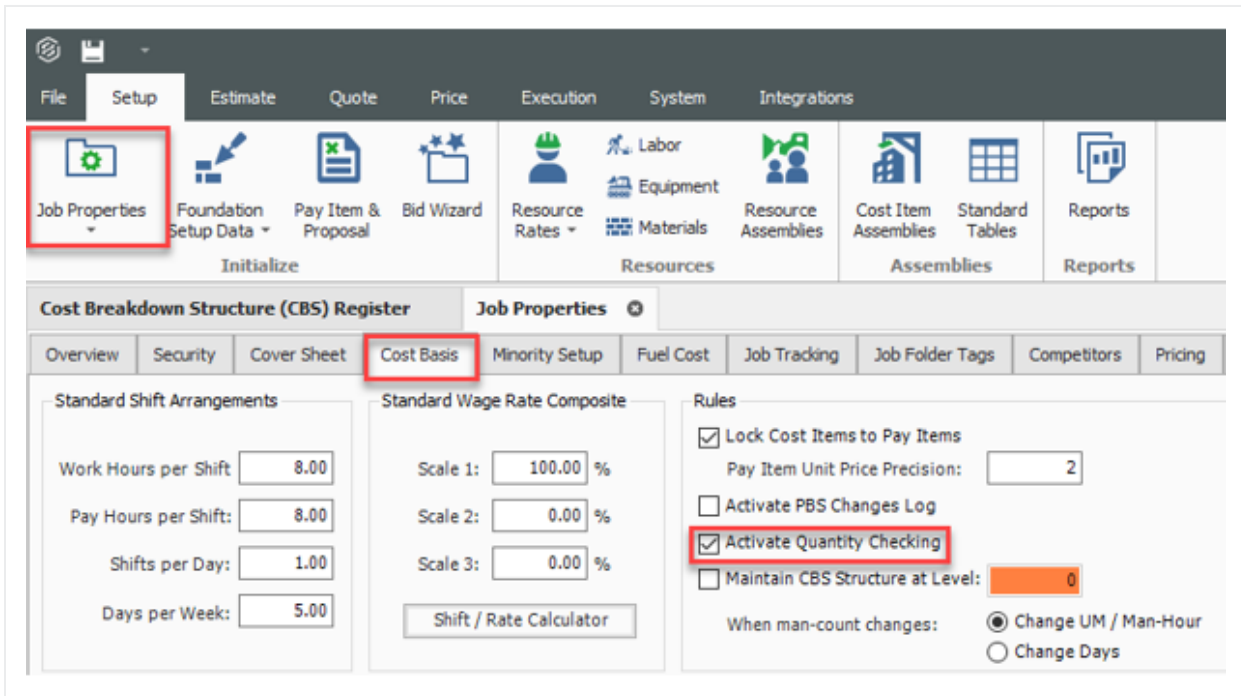 File Setup Estimate Quote Price Execution System Integrations
Job Properties
Foundation Setup Data
Pay Item & Proposal
Bid Wizard
Resource Rates
Labor
Equipment
Materials
Resource Assemblies
Cost Item Assemblies
Standard Tables
Reports
Initialize Resources Assemblies Reports
Cost Breakdown Structure (CBS) Register Job Properties
Overview Security Cover Sheet Cost Basis Minority Setup Fuel Cost Job Tracking Job Folder Tags Competitors Pricing
Standard Shift Arrangements
Work Hours per Shift 8.00
Pay Hours per Shift: 8.00
Shifts per Day: 1.00
Days per Week: 5.00
Standard Wage Rate Composite
Scale 1: 100.00 %
Scale 2: 0.00 %
Scale 3: 0.00 %
Shift / Rate Calculator
Rules
Lock Cost Items to Pay Items
Pay Item Unit Price Precision: 2
Activate PBS Changes Log
Activate Quantity Checking
Maintain CBS Structure at Level: 0
When man-count changes: Change UM / Man-Hour
Change Days